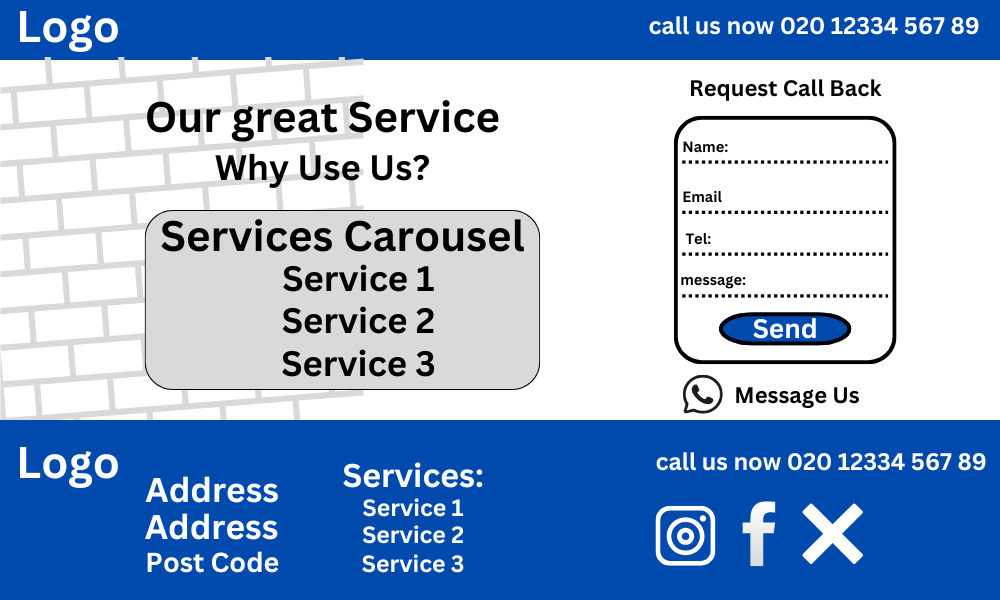 Logo
call us now 020 12334 567 89
Our great Service
Why Use Us?
Services Carousel
Service 1
Service 2
Service 3
Request Call Back
Name:
Email
Tel:
message:
Send
Message Us
Logo
Address
Address
Post Code
Services:
Service 1
Service 2
Service 3
call us now 020 12334 567 89